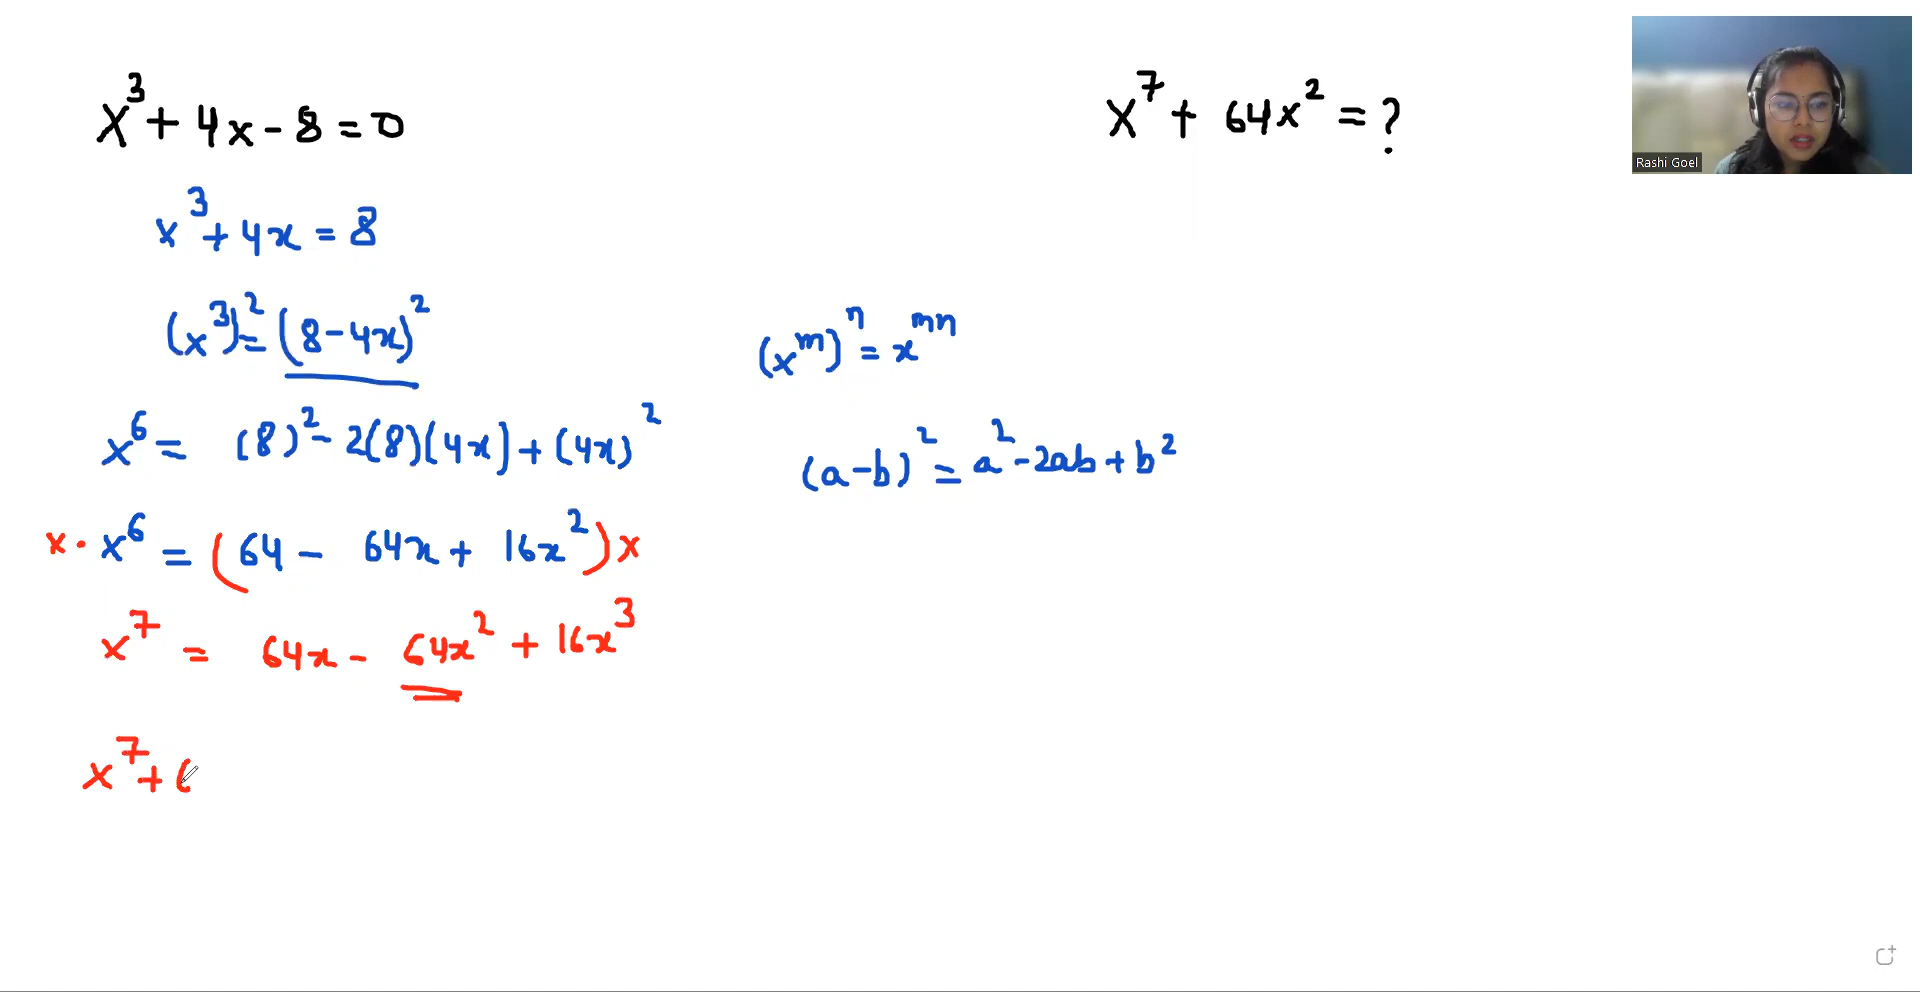 x³ + 4x - 8 = 0
x⁷ + 64x² = ?
Rashi Goel
x³ + 4x = 8
(x³)² = (8 - 4x)²
(xᵐ)ⁿ = xᵐⁿ
x⁶ = (8)² - 2(8)(4x) + (4x)²
(a - b)² = a² - 2ab + b²
x · x⁶ = (64 - 64x + 16x²) x
x⁷ = 64x - 64x² + 16x³
x⁷ + (